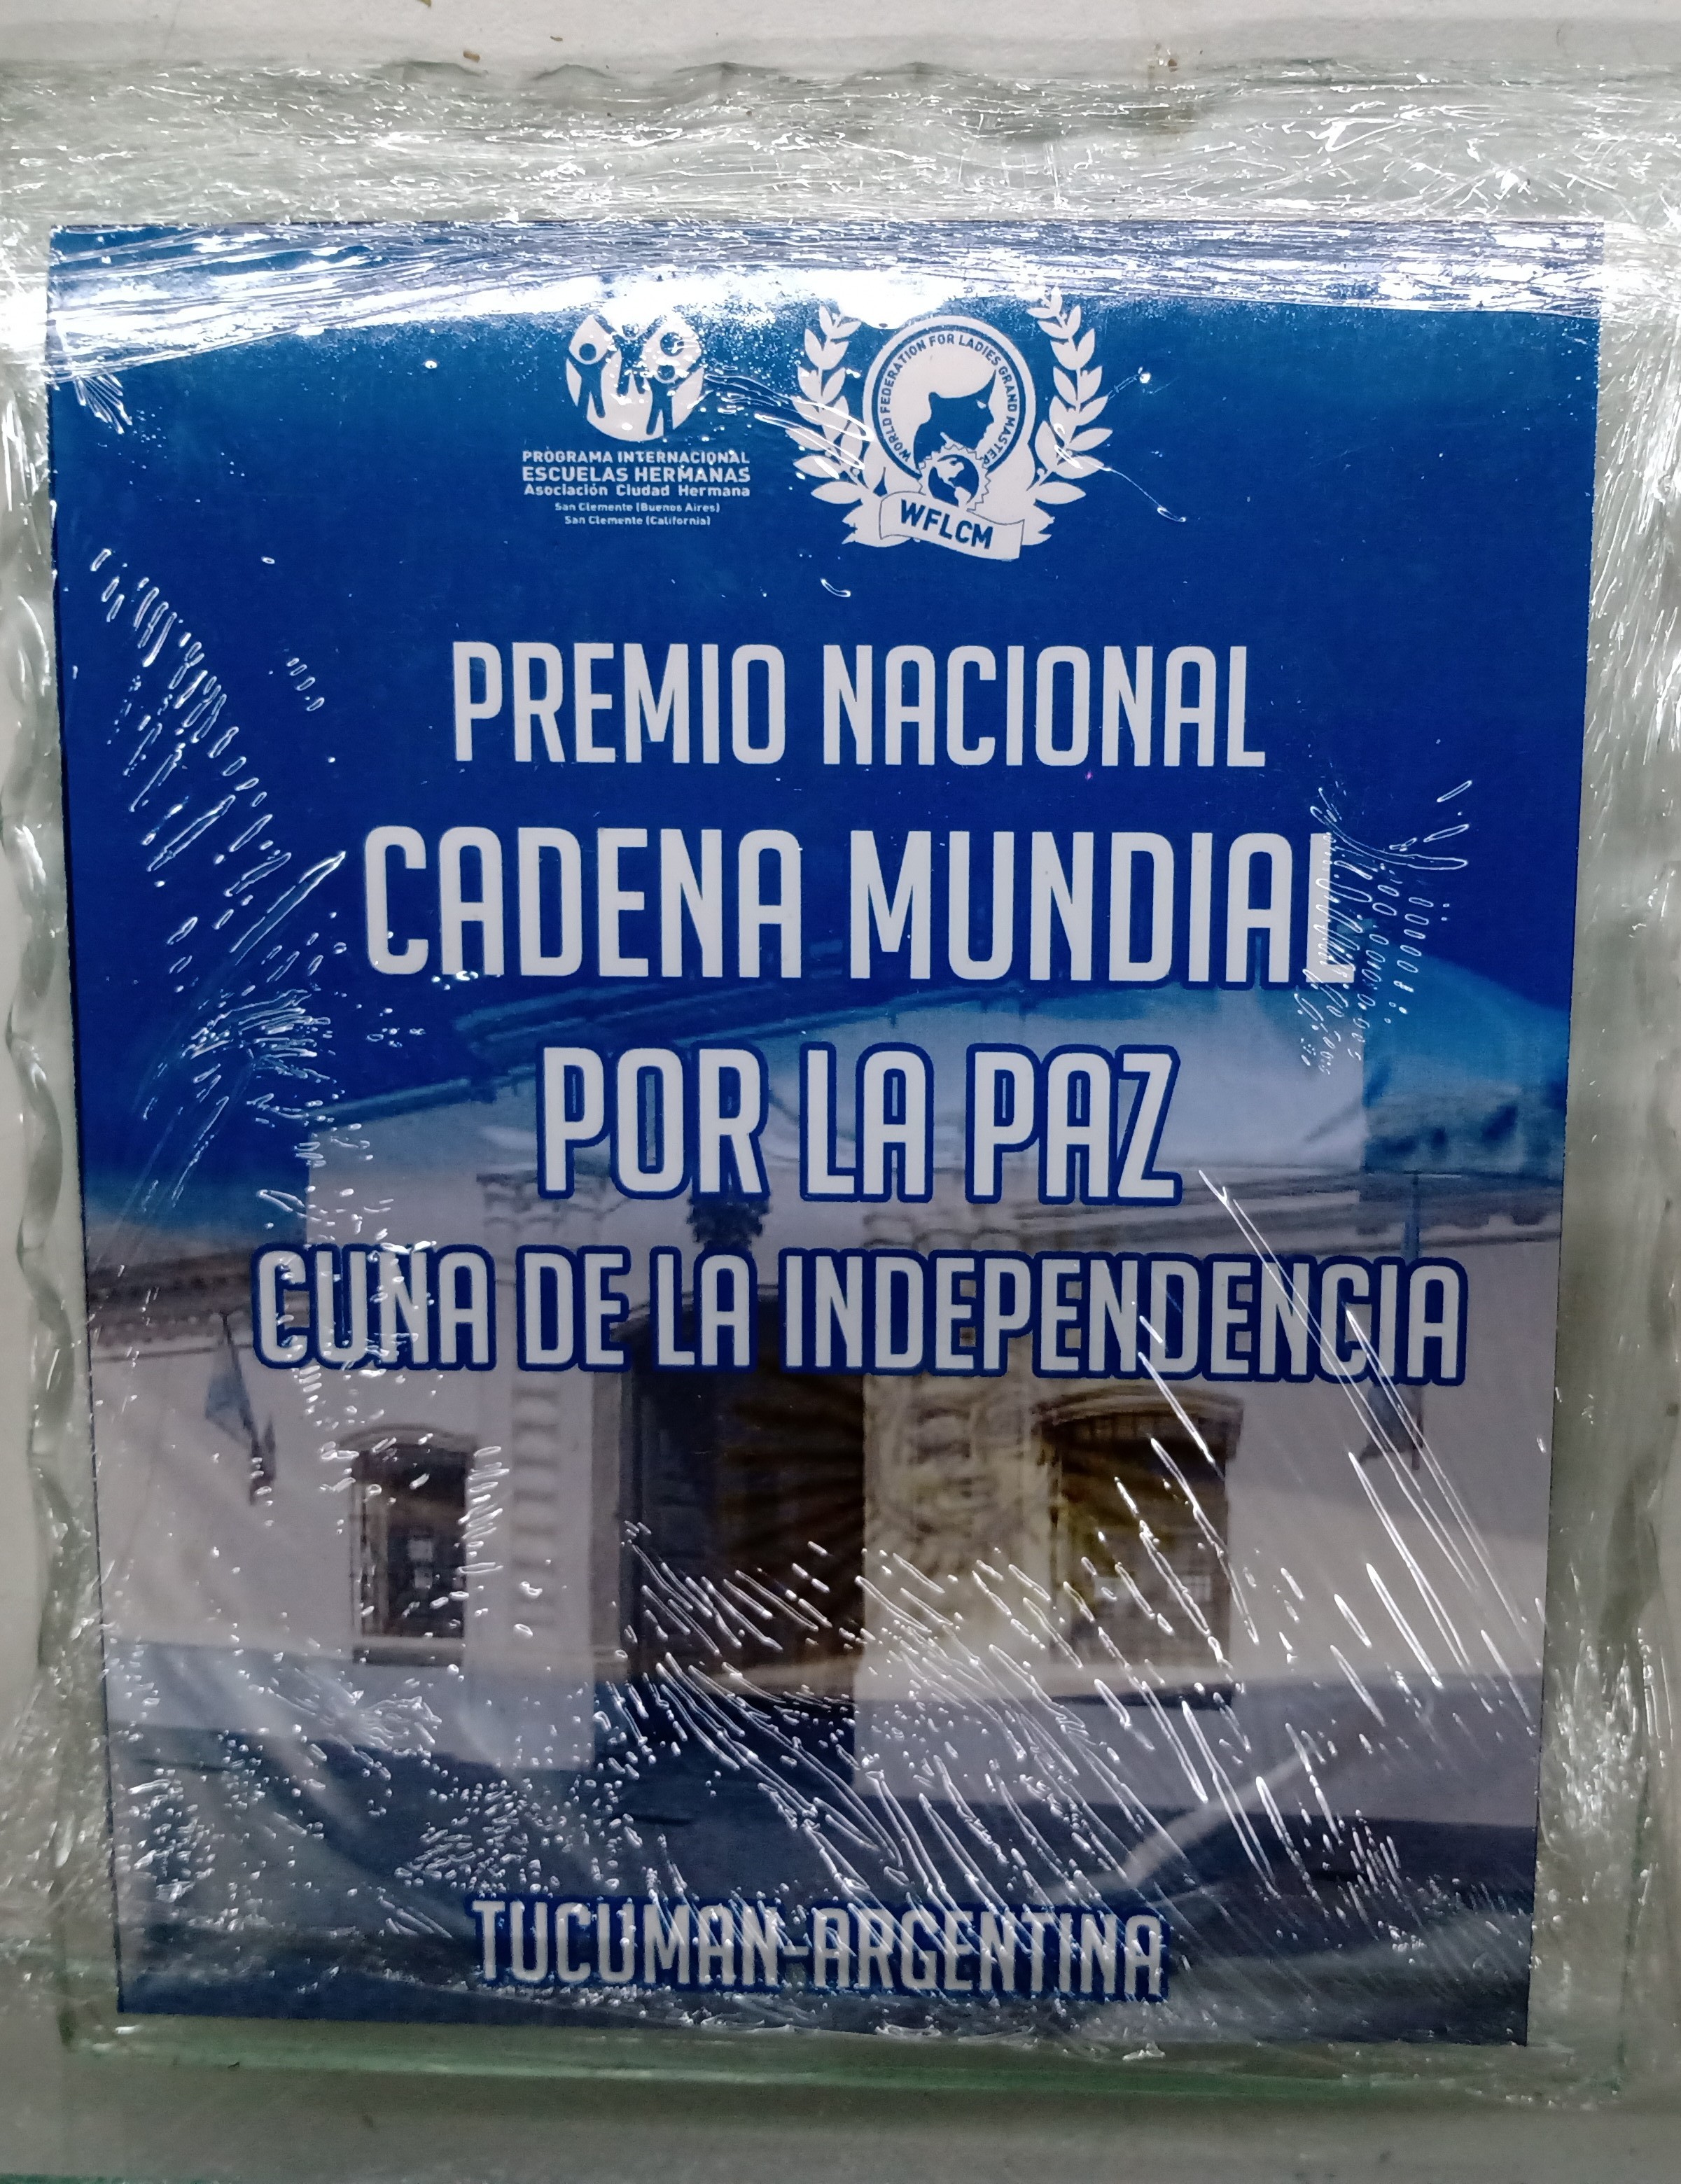 PROGRAMA INTERNACIONAL
ESCUELAS HERMANAS
Asociación Ciudad Hermana
San Clemente (Buenos Aires)
San Clemente (California)
WORLD FEDERATION FOR LADIES GRAND MASTER
WFLCM
PREMIO NACIONAL
CADENA MUNDIAL
POR LA PAZ
CUNA DE LA INDEPENDENCIA
TUCUMAN-ARGENTINA